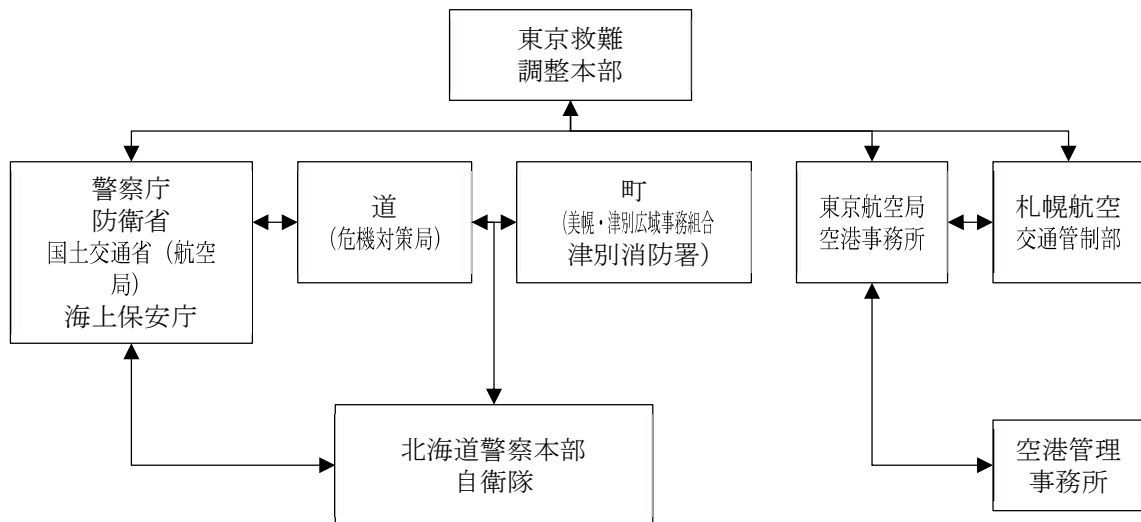 東京救難
調整本部
警察庁
防衛省
国土交通省（航空
局）
海上保安庁
道
（危機対策局）
町
（美幌・津別広域事務組合
津別消防署）
東京航空局
空港事務所
札幌航空
交通管制部
北海道警察本部
自衛隊
空港管理
事務所